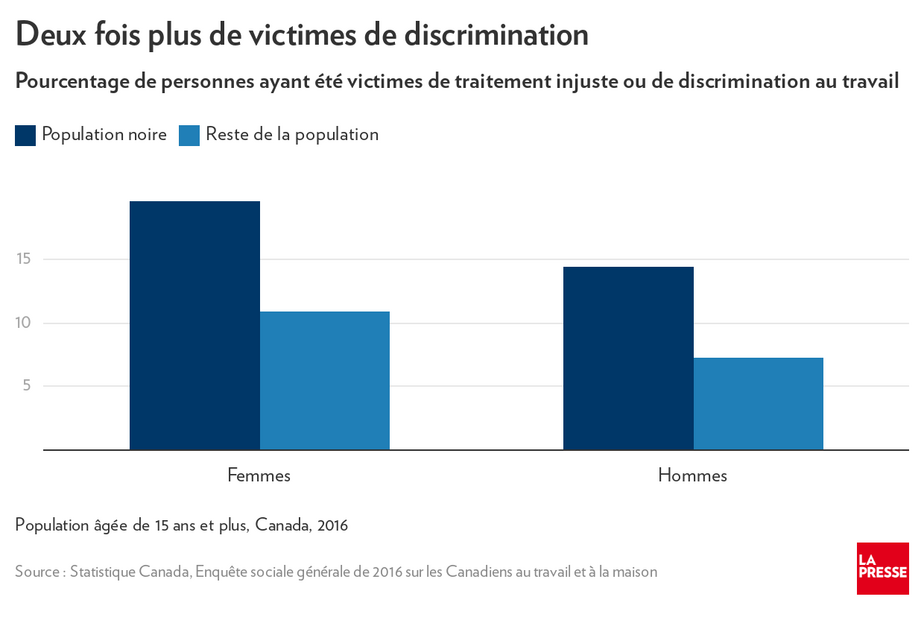 Deux fois plus de victimes de discrimination
Pourcentage de personnes ayant été victimes de traitement injuste ou de discrimination au travail
Population noire Reste de la population
15
10
5
Femmes Hommes
Population âgée de 15 ans et plus, Canada, 2016
Source : Statistique Canada, Enquête sociale générale de 2016 sur les Canadiens au travail et à la maison
LA
PRESSE